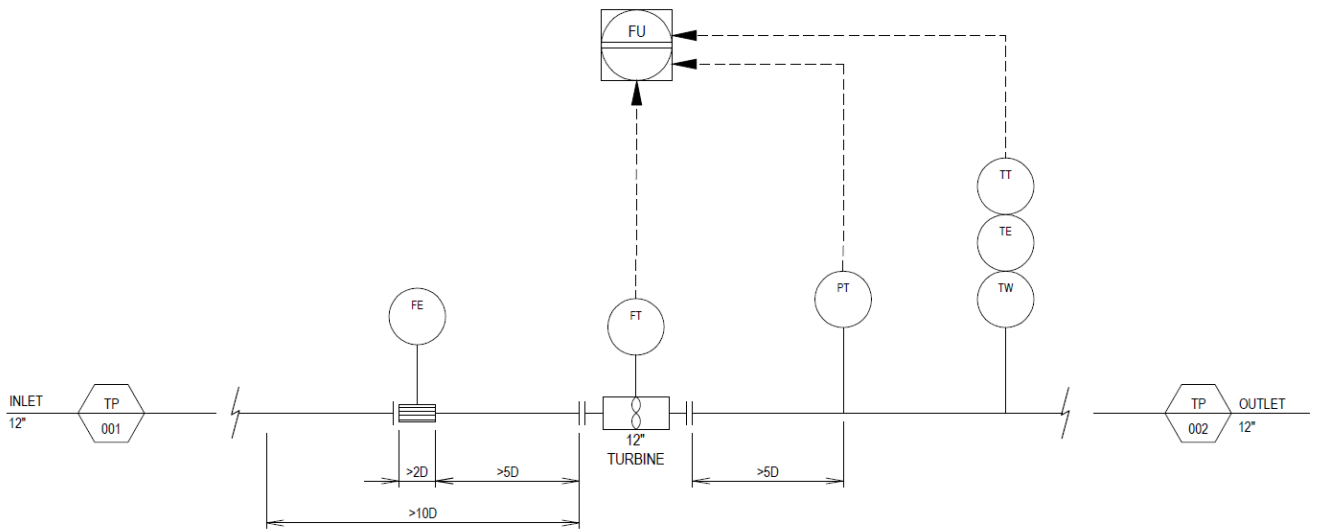 FU
TT
TE
TW
PT
FE
FT
INLET
12"
TP
001
12"
TURBINE
TP
002
OUTLET
12"
>2D
>5D
>5D
>10D